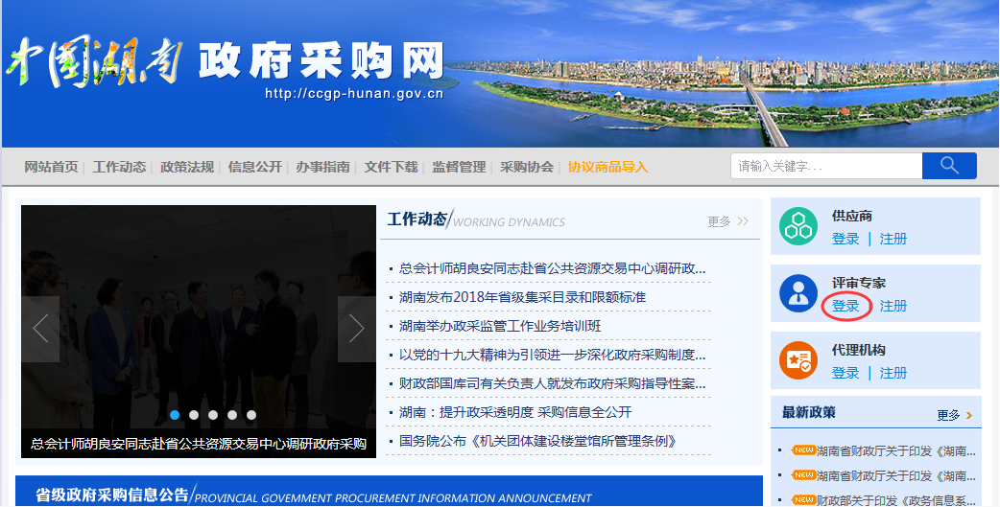 中国湖南 政府采购网
http://ccgp-hunan.gov.cn
网站首页 | 工作动态 | 政策法规 | 信息公开 | 办事指南 | 文件下载 | 监督管理 | 采购协会 | 协议商品导入
请输入关键字...
工作动态/WORKING DYNAMICS 更多 >>
· 总会计师胡良安同志赴省公共资源交易中心调研政...
· 湖南发布2018年省级集采目录和限额标准
· 湖南举办政采监管工作业务培训班
· 以党的十九大精神为引领进一步深化政府采购制度...
· 财政部国库司有关负责人就发布政府采购指导性案...
· 湖南：提升政采透明度 采购信息全公开
· 国务院公布《机关团体建设楼堂馆所管理条例》
总会计师胡良安同志赴省公共资源交易中心调研政府采购
供应商
登录 | 注册
评审专家
登录 | 注册
代理机构
登录 | 注册
最新政策 更多 >
· NEW 湖南省财政厅关于印发《湖南...
· NEW 湖南省财政厅关于印发《湖南...
· NEW 财政部关于印发《政务信息系...
省级政府采购信息公告/PROVINCIAL GOVEMMENT PROCUREMENT INFORMATION ANNOUNCEMENT